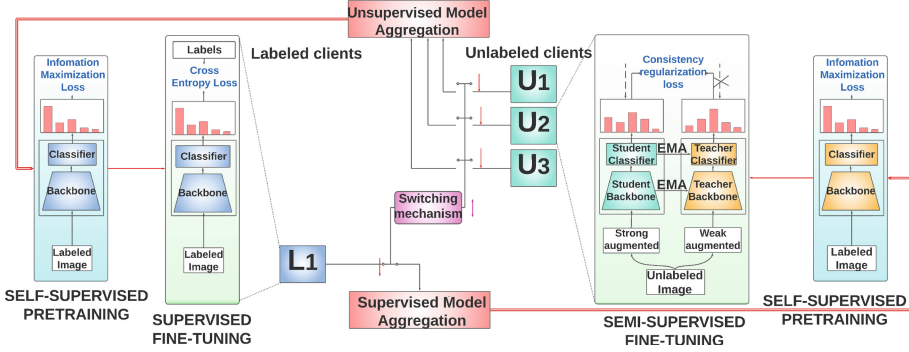 Unsupervised Model
Aggregation
Labeled clients
Unlabeled clients
Infomation
Maximization
Loss
Classifier
Backbone
Labeled
Image
SELF-SUPERVISED
PRETRAINING
Labels
Cross
Entropy Loss
Classifier
Backbone
Labeled
Image
SUPERVISED
FINE-TUNING
L1
Switching
mechanism
Supervised Model
Aggregation
U1
U2
U3
Consistency
regularization
loss
Student
Classifier
EMA
Teacher
Classifier
Student
Backbone
EMA
Teacher
Backbone
Strong
augmented
Weak
augmented
Unlabeled
Image
SEMI-SUPERVISED
FINE-TUNING
Infomation
Maximization
Loss
Classifier
Backbone
Labeled
Image
SELF-SUPERVISED
PRETRAINING